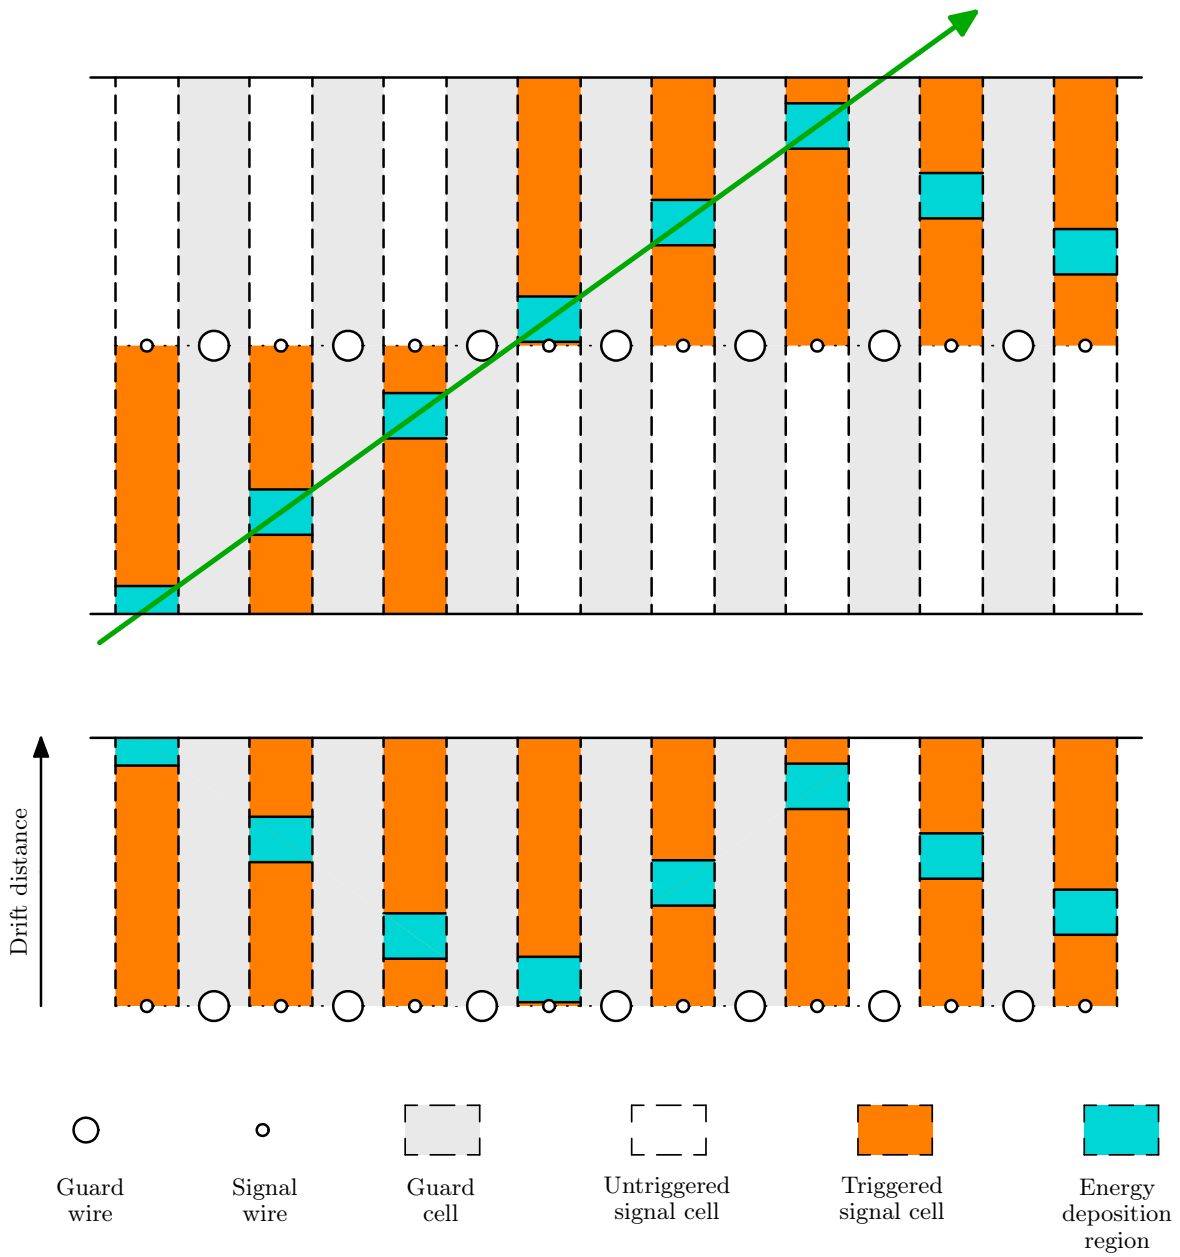 Drift distance
Guard
wire
Signal
wire
Guard
cell
Untriggered
signal cell
Triggered
signal cell
Energy
deposition
region